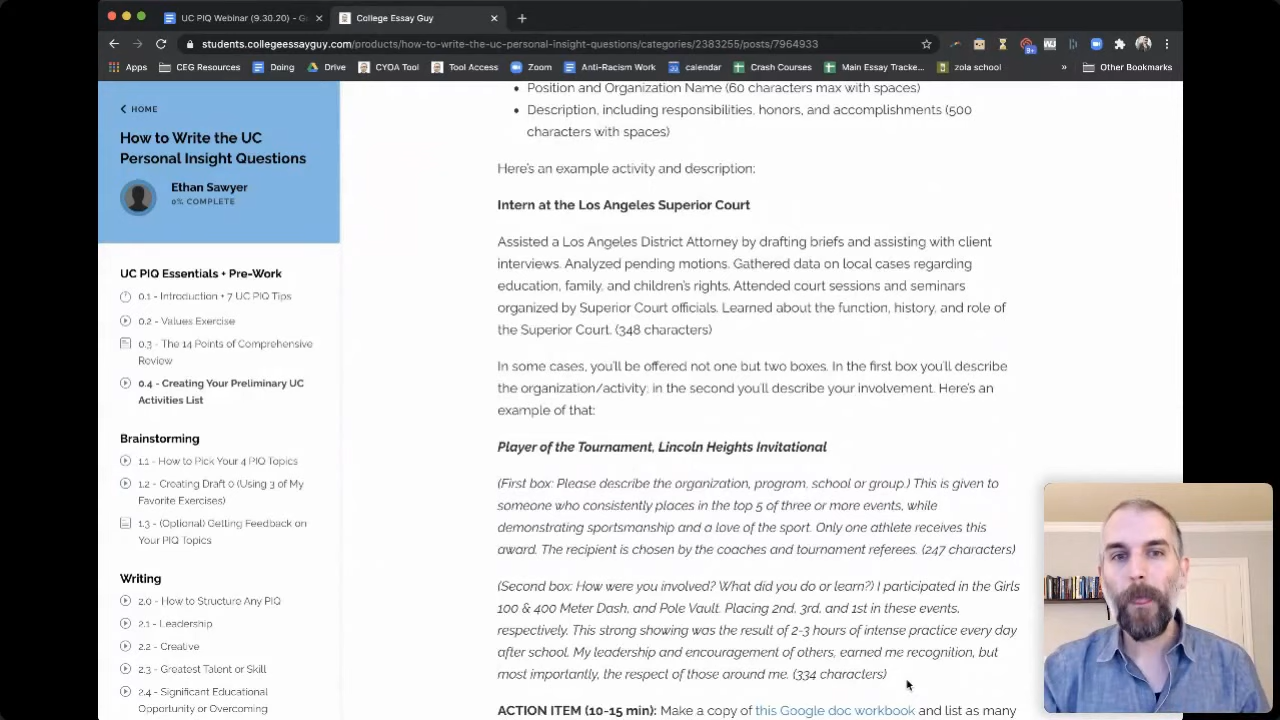 UC PIQ Webinar (9.30.20) - G
College Essay Guy
students.collegeessayguy.com/products/how-to-write-the-uc-personal-insight-questions/categories/2383255/posts/7964933
Apps
CEG Resources
Doing
Drive
CYOA Tool
Tool Access
Zoom
Anti-Racism Work
calendar
Crash Courses
Main Essay Tracke...
zola school
»
Other Bookmarks
HOME
How to Write the UC
Personal Insight Questions
Ethan Sawyer
0% COMPLETE
UC PIQ Essentials + Pre-Work
0.1 - Introduction + 7 UC PIQ Tips
0.2 - Values Exercise
0.3 - The 14 Points of Comprehensive
Review
0.4 - Creating Your Preliminary UC
Activities List
Brainstorming
1.1 - How to Pick Your 4 PIQ Topics
1.2 - Creating Draft 0 (Using 3 of My
Favorite Exercises)
1.3 - (Optional) Getting Feedback on
Your PIQ Topics
Writing
2.0 - How to Structure Any PIQ
2.1 - Leadership
2.2 - Creative
2.3 - Greatest Talent or Skill
2.4 - Significant Educational
Opportunity or Overcoming
• Position and Organization Name (60 characters max with spaces)
• Description, including responsibilities, honors, and accomplishments (500
characters with spaces)
Here's an example activity and description:
Intern at the Los Angeles Superior Court
Assisted a Los Angeles District Attorney by drafting briefs and assisting with client
interviews. Analyzed pending motions. Gathered data on local cases regarding
education, family, and children's rights. Attended court sessions and seminars
organized by Superior Court officials. Learned about the function, history, and role of
the Superior Court. (348 characters)
In some cases, you'll be offered not one but two boxes. In the first box you'll describe
the organization/activity; in the second you'll describe your involvement. Here's an
example of that:
Player of the Tournament, Lincoln Heights Invitational
(First box: Please describe the organization, program, school or group.) This is given to
someone who consistently places in the top 5 of three or more events, while
demonstrating sportsmanship and a love of the sport. Only one athlete receives this
award. The recipient is chosen by the coaches and tournament referees. (247 characters)
(Second box: How were you involved? What did you do or learn?) I participated in the Girls
100 & 400 Meter Dash, and Pole Vault. Placing 2nd, 3rd, and 1st in these events,
respectively. This strong showing was the result of 2-3 hours of intense practice every day
after school. My leadership and encouragement of others, earned me recognition, but
most importantly, the respect of those around me. (334 characters)
ACTION ITEM (10-15 min): Make a copy of this Google doc workbook and list as many